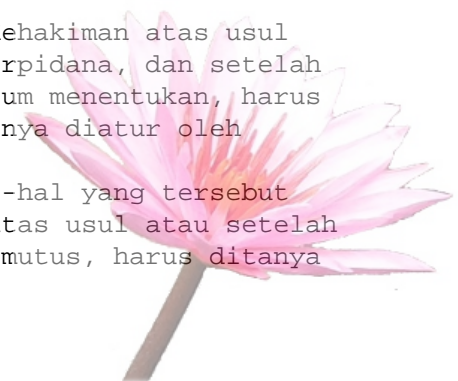 ehakiman atas usul
rpidana, dan setelah
um menentukan, harus
nya diatur oleh
-hal yang tersebut
tas usul atau setelah
mutus, harus ditanya